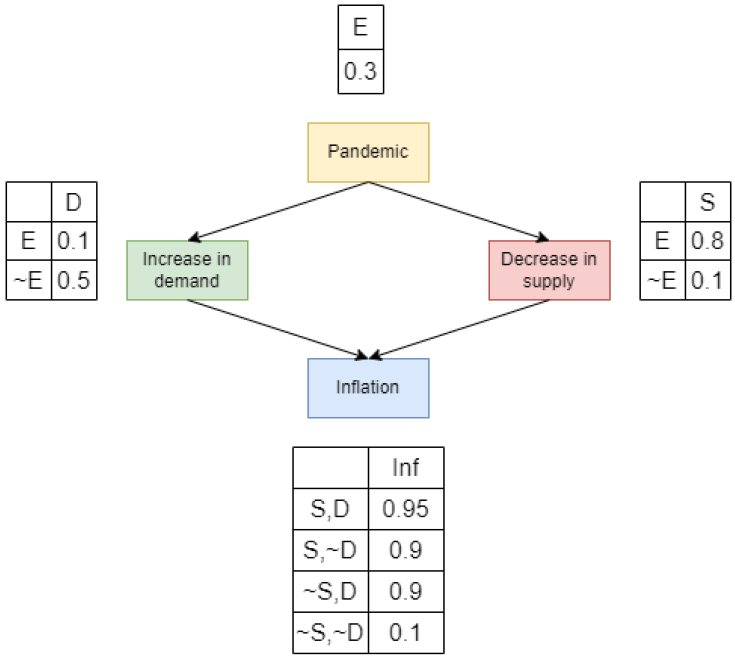 E
0.3
Pandemic
D
E 0.1
~E 0.5
Increase in
demand
Decrease in
supply
S
E 0.8
~E 0.1
Inflation
Inf
S,D 0.95
S,~D 0.9
~S,D 0.9
~S,~D 0.1